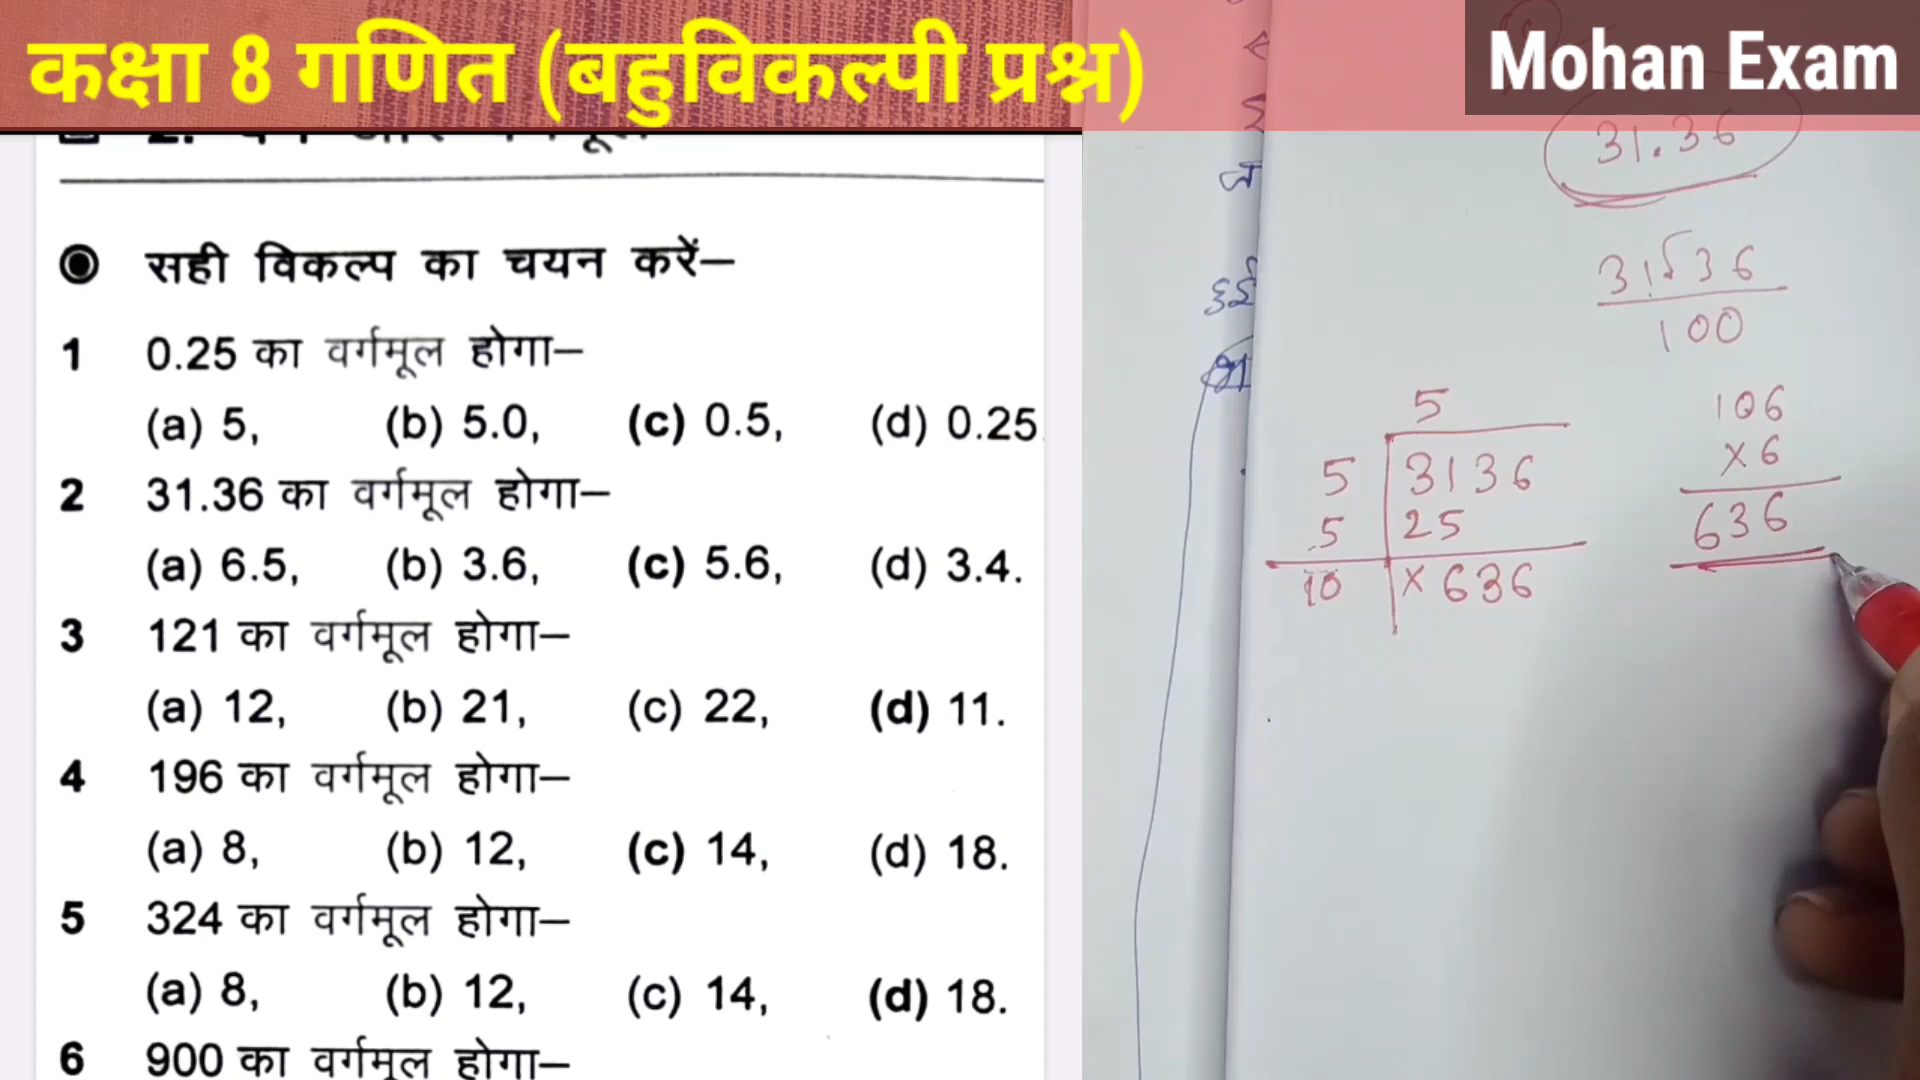 कक्षा 8 गणित (बहुविकल्पी प्रश्न)
Mohan Exam
सही विकल्प का चयन करें–
1 0.25 का वर्गमूल होगा–
(a) 5, (b) 5.0, (c) 0.5, (d) 0.25
2 31.36 का वर्गमूल होगा–
(a) 6.5, (b) 3.6, (c) 5.6, (d) 3.4.
3 121 का वर्गमूल होगा–
(a) 12, (b) 21, (c) 22, (d) 11.
4 196 का वर्गमूल होगा–
(a) 8, (b) 12, (c) 14, (d) 18.
5 324 का वर्गमूल होगा–
(a) 8, (b) 12, (c) 14, (d) 18.
6 900 का वर्गमूल होगा–
31.36
3136
100
5
5 3136
5 25
10 × 636
106
×6
636